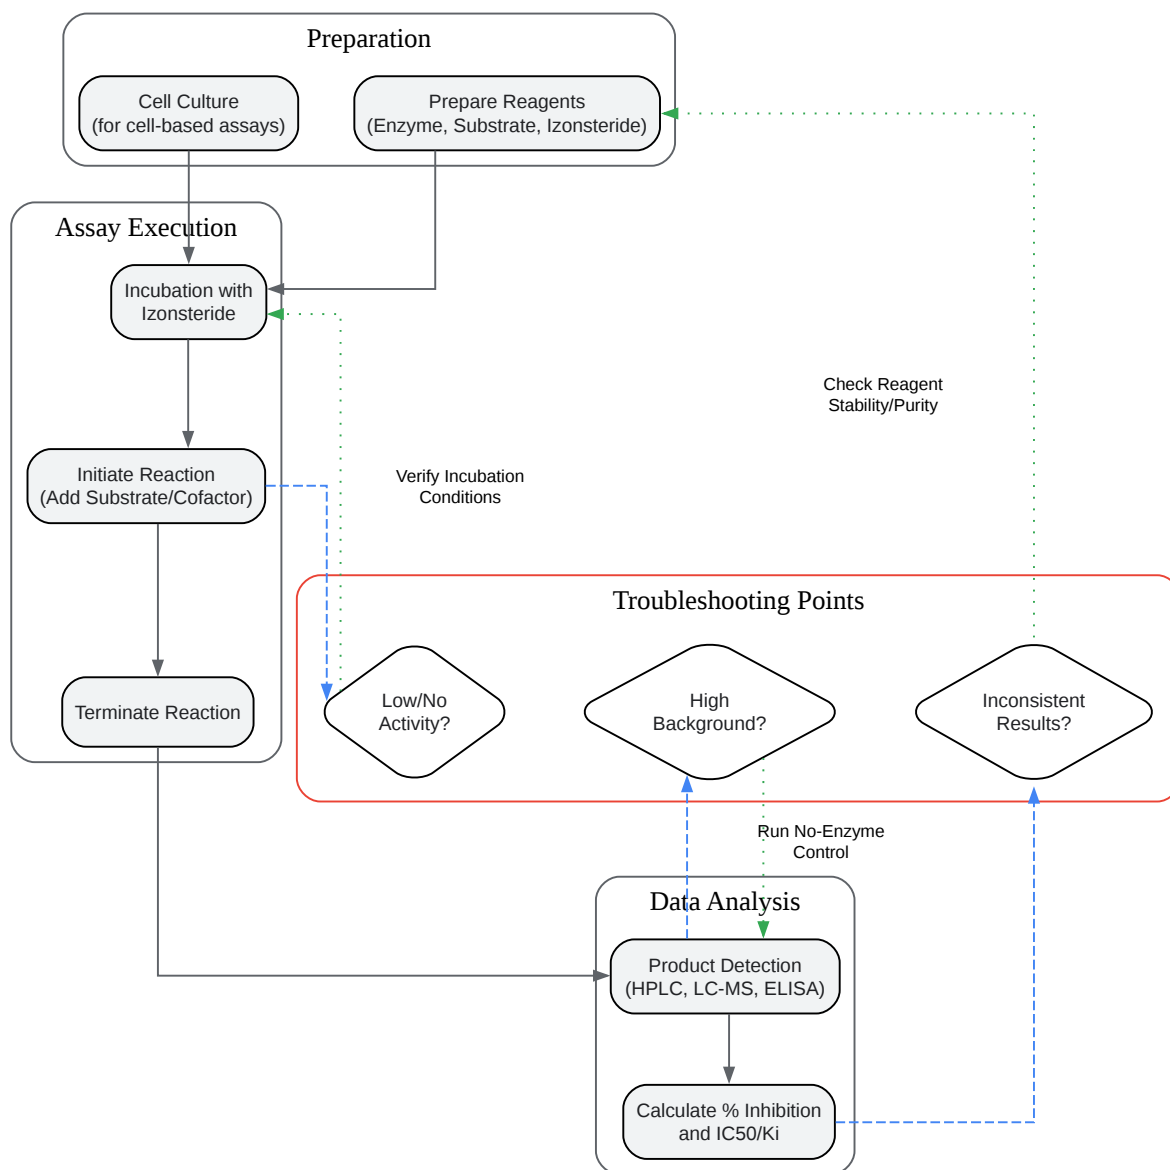 Preparation
Cell Culture
(for cell-based assays)
Prepare Reagents
(Enzyme, Substrate, Izonsteride)
Assay Execution
Incubation with
Izonsteride
Check Reagent
Stability/Purity
Initiate Reaction
(Add Substrate/Cofactor)
Verify Incubation
Conditions
Troubleshooting Points
Terminate Reaction
Low/No
Activity?
High
Background?
Inconsistent
Results?
Run No-Enzyme
Control
Data Analysis
Product Detection
(HPLC, LC-MS, ELISA)
Calculate % Inhibition
and IC50/Ki